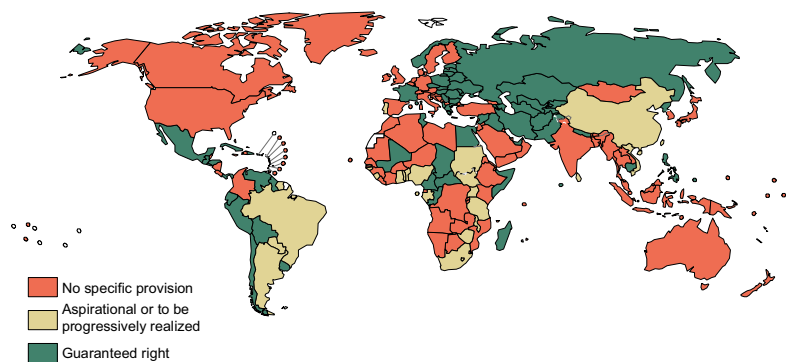 No specific provision
Aspirational or to be
progressively realized
Guaranteed right